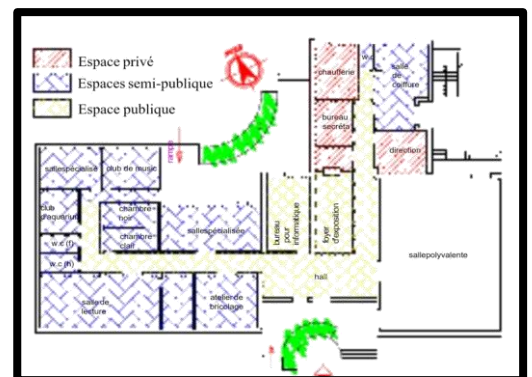 NORD
Espace privé
Espaces semi-publique
Espace publique
chaufferie
w.c
salle
de
coiffure
bureau
secréta
direction
rampe
sallespécialisé
club de music
club
d'aquarium
chambre
noir
chambre
clair
sallespécialisée
bureau
pour
informatique
foyer
d'exposition
sallepolyvalente
w.c (f)
w.c (h)
hall
salle de
lecture
atelier de
bricolage